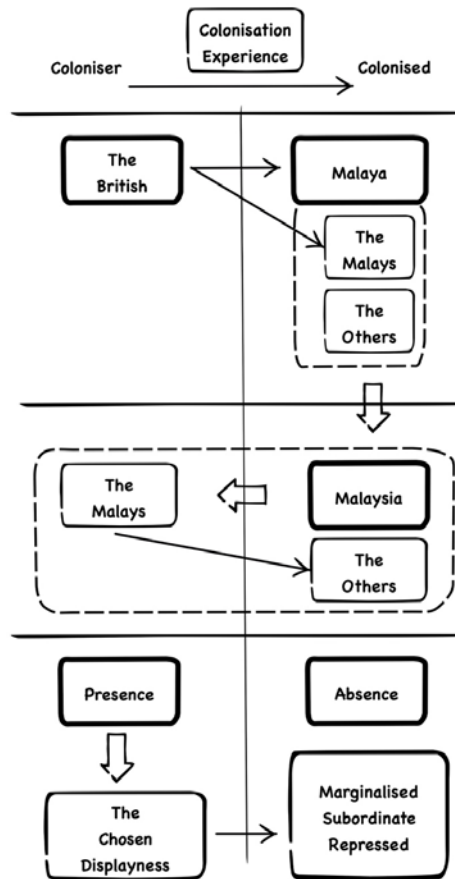 Colonisation
Experience
Coloniser
Colonised
The
British
Malaya
The
Malays
The
Others
The
Malays
Malaysia
The
Others
Presence
Absence
The
Chosen
Displayness
Marginalised
Subordinate
Repressed